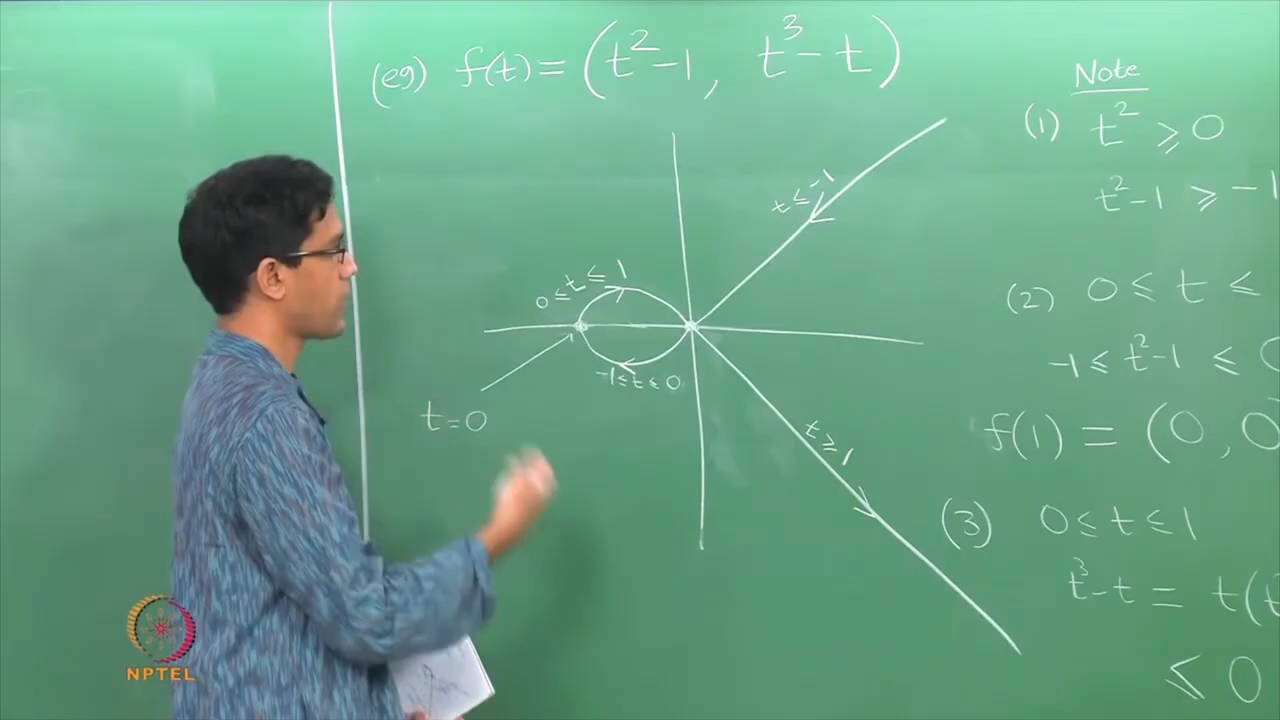 (eg) f(t) = (t² - 1, t³ - t)
t ≤ -1
0 ≤ t ≤ 1
-1 ≤ t ≤ 0
t = 0
t ≥ 1
Note
(1) t² ≥ 0
t² - 1 ≥ -1
(2) 0 ≤ t ≤
-1 ≤ t² - 1 ≤ 0
f(1) = (0, 0
(3) 0 ≤ t ≤ 1
t³ - t = t(t
≤ 0
NPTEL